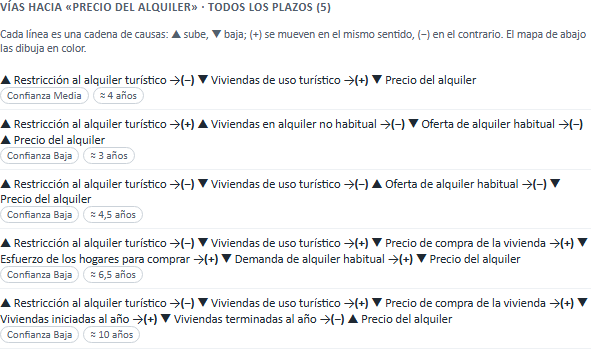 VÍAS HACIA «PRECIO DEL ALQUILER» · TODOS LOS PLAZOS (5)
Cada línea es una cadena de causas: ▲ sube, ▼ baja; (+) se mueven en el mismo sentido, (−) en el contrario. El mapa de abajo
las dibuja en color.
▲ Restricción al alquiler turístico →(−) ▼ Viviendas de uso turístico →(+) ▼ Precio del alquiler
Confianza Media ≈ 4 años
▲ Restricción al alquiler turístico →(+) ▲ Viviendas en alquiler no habitual →(−) ▼ Oferta de alquiler habitual →(−)
▲ Precio del alquiler
Confianza Baja ≈ 3 años
▲ Restricción al alquiler turístico →(−) ▼ Viviendas de uso turístico →(−) ▲ Oferta de alquiler habitual →(−) ▼
Precio del alquiler
Confianza Baja ≈ 4,5 años
▲ Restricción al alquiler turístico →(−) ▼ Viviendas de uso turístico →(+) ▼ Precio de compra de la vivienda →(+) ▼
Esfuerzo de los hogares para comprar →(+) ▼ Demanda de alquiler habitual →(+) ▼ Precio del alquiler
Confianza Baja ≈ 6,5 años
▲ Restricción al alquiler turístico →(−) ▼ Viviendas de uso turístico →(+) ▼ Precio de compra de la vivienda →(+) ▼
Viviendas iniciadas al año →(+) ▼ Viviendas terminadas al año →(−) ▲ Precio del alquiler
Confianza Baja ≈ 10 años